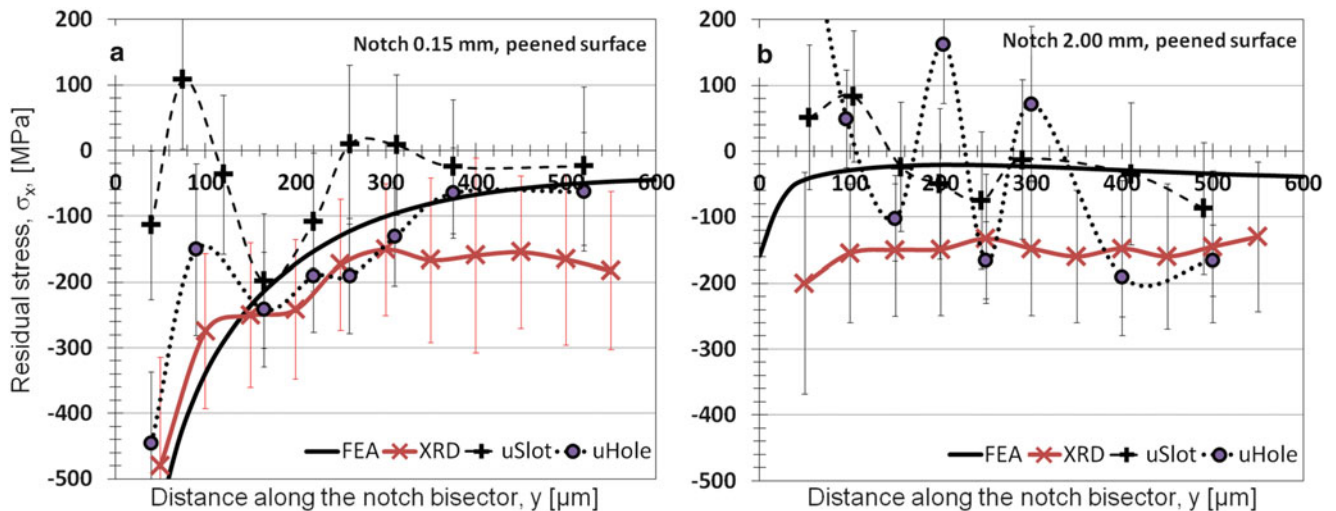 Residual stress, σx, [MPa]
200
100
0
-100
-200
-300
-400
-500
a
Notch 0.15 mm, peened surface
0 100 200 300 400 500 600
FEA XRD uSlot uHole
Distance along the notch bisector, y [µm]
200
100
0
-100
-200
-300
-400
-500
b
Notch 2.00 mm, peened surface
0 100 200 300 400 500 600
FEA XRD uSlot uHole
Distance along the notch bisector, y [µm]